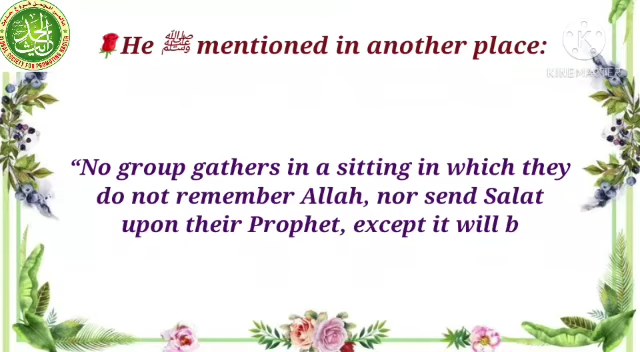 He ﷺ mentioned in another place:
KINEMASTER
“No group gathers in a sitting in which they
do not remember Allah, nor send Salat
upon their Prophet, except it will b